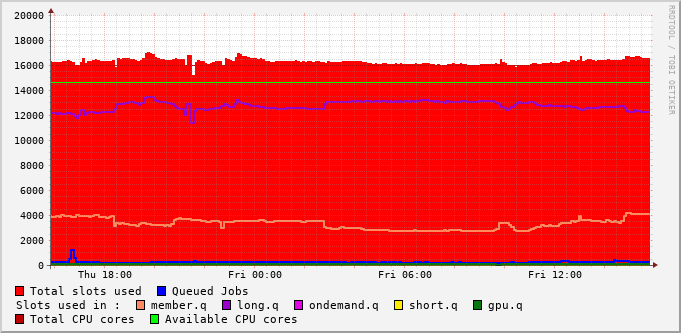 RRDTOOL / TOBI OETIKER
20000
18000
16000
14000
12000
10000
8000
6000
4000
2000
0
Thu 18:00 Fri 00:00 Fri 06:00 Fri 12:00
Total slots used Queued Jobs
Slots used in : member.q long.q ondemand.q short.q gpu.q
Total CPU cores Available CPU cores